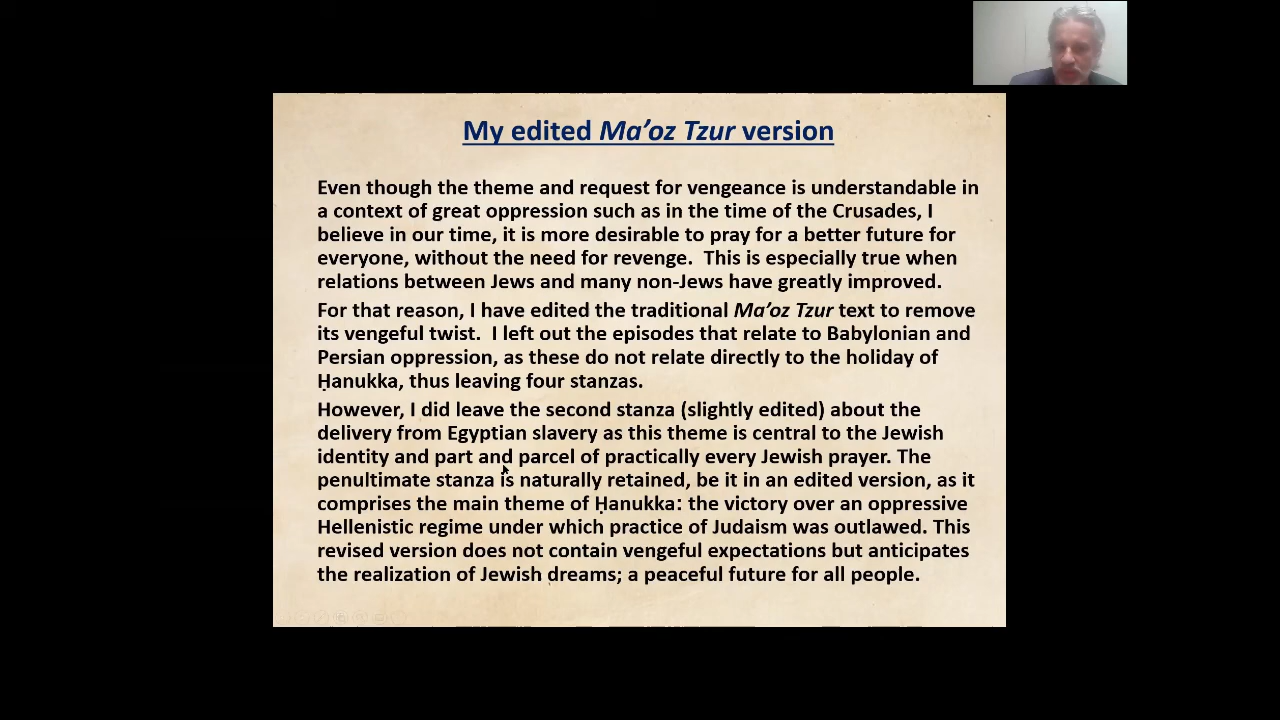 My edited Ma’oz Tzur version
Even though the theme and request for vengeance is understandable in
a context of great oppression such as in the time of the Crusades, I
believe in our time, it is more desirable to pray for a better future for
everyone, without the need for revenge.  This is especially true when
relations between Jews and many non-Jews have greatly improved.
For that reason, I have edited the traditional Ma’oz Tzur text to remove
its vengeful twist.  I left out the episodes that relate to Babylonian and
Persian oppression, as these do not relate directly to the holiday of
Ḥanukka, thus leaving four stanzas.
However, I did leave the second stanza (slightly edited) about the
delivery from Egyptian slavery as this theme is central to the Jewish
identity and part and parcel of practically every Jewish prayer. The
penultimate stanza is naturally retained, be it in an edited version, as it
comprises the main theme of Ḥanukka: the victory over an oppressive
Hellenistic regime under which practice of Judaism was outlawed. This
revised version does not contain vengeful expectations but anticipates
the realization of Jewish dreams; a peaceful future for all people.